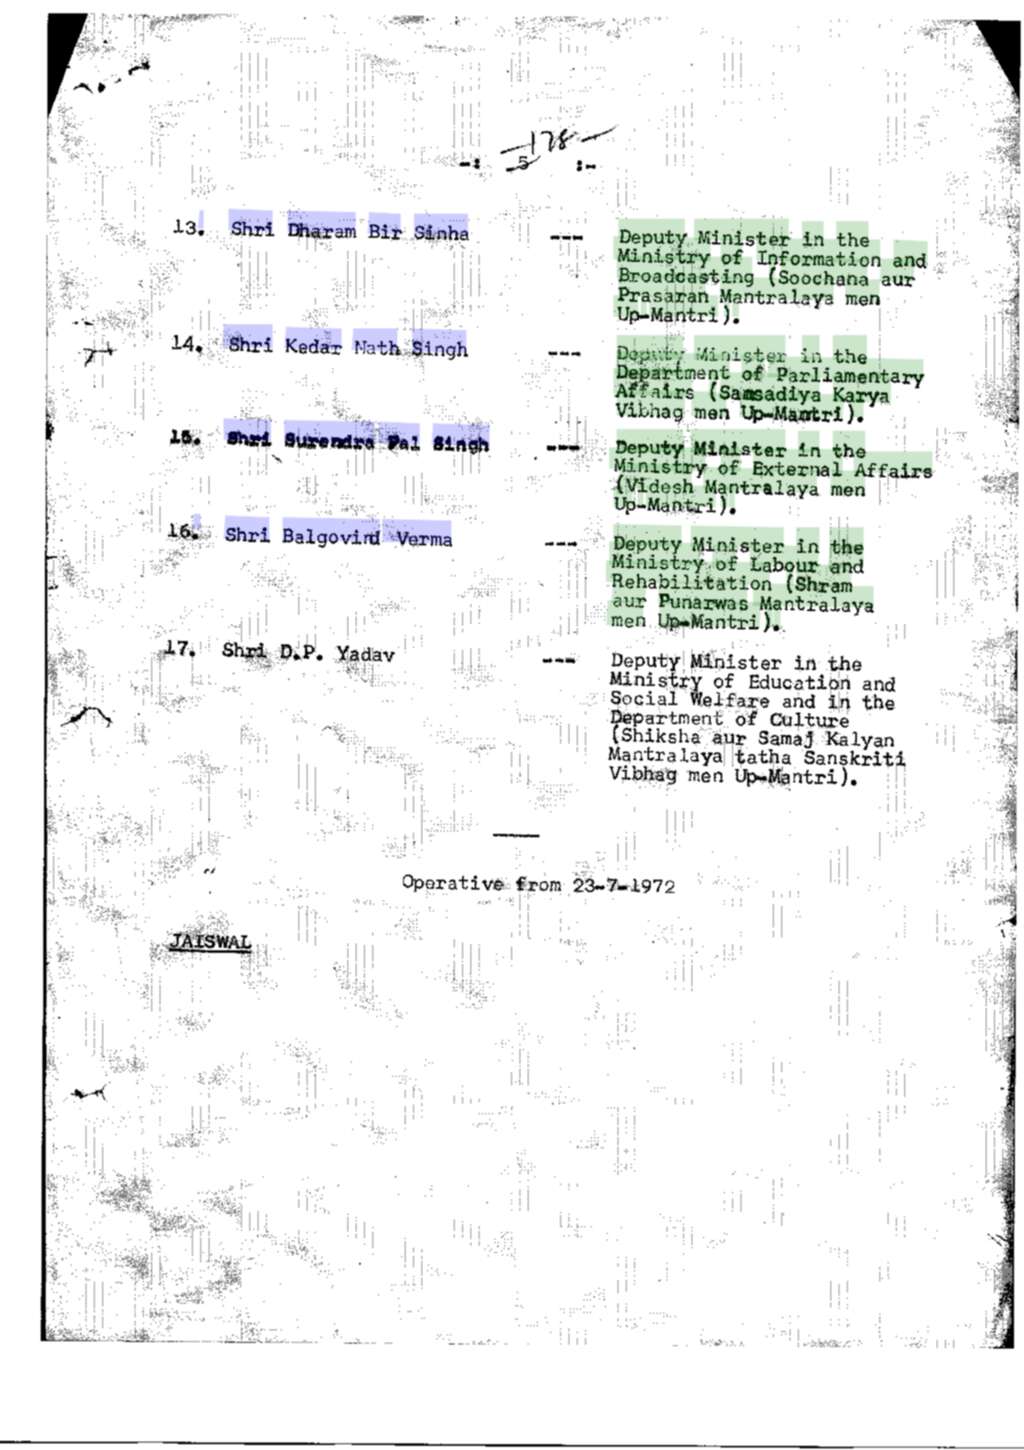 -178-
-: 5 :-
13. Shri Dharam Bir Sinha --- Deputy Minister in the
Ministry of Information and
Broadcasting (Soochana aur
Prasaran Mantralaya men
Up-Mantri).
14. Shri Kedar Nath Singh --- Deputy Minister in the
Department of Parliamentary
Affairs (Samsadiya Karya
Vibhag men Up-Mantri).
15. Shri Surendra Pal Singh --- Deputy Minister in the
Ministry of External Affairs
(Videsh Mantralaya men
Up-Mantri).
16. Shri Balgovind Verma --- Deputy Minister in the
Ministry of Labour and
Rehabilitation (Shram
aur Punarwas Mantralaya
men Up-Mantri).
17. Shri D.P. Yadav --- Deputy Minister in the
Ministry of Education and
Social Welfare and in the
Department of Culture
(Shiksha aur Samaj Kalyan
Mantralaya tatha Sanskriti
Vibhag men Up-Mantri).
Operative from 23-7-1972
JAISWAL